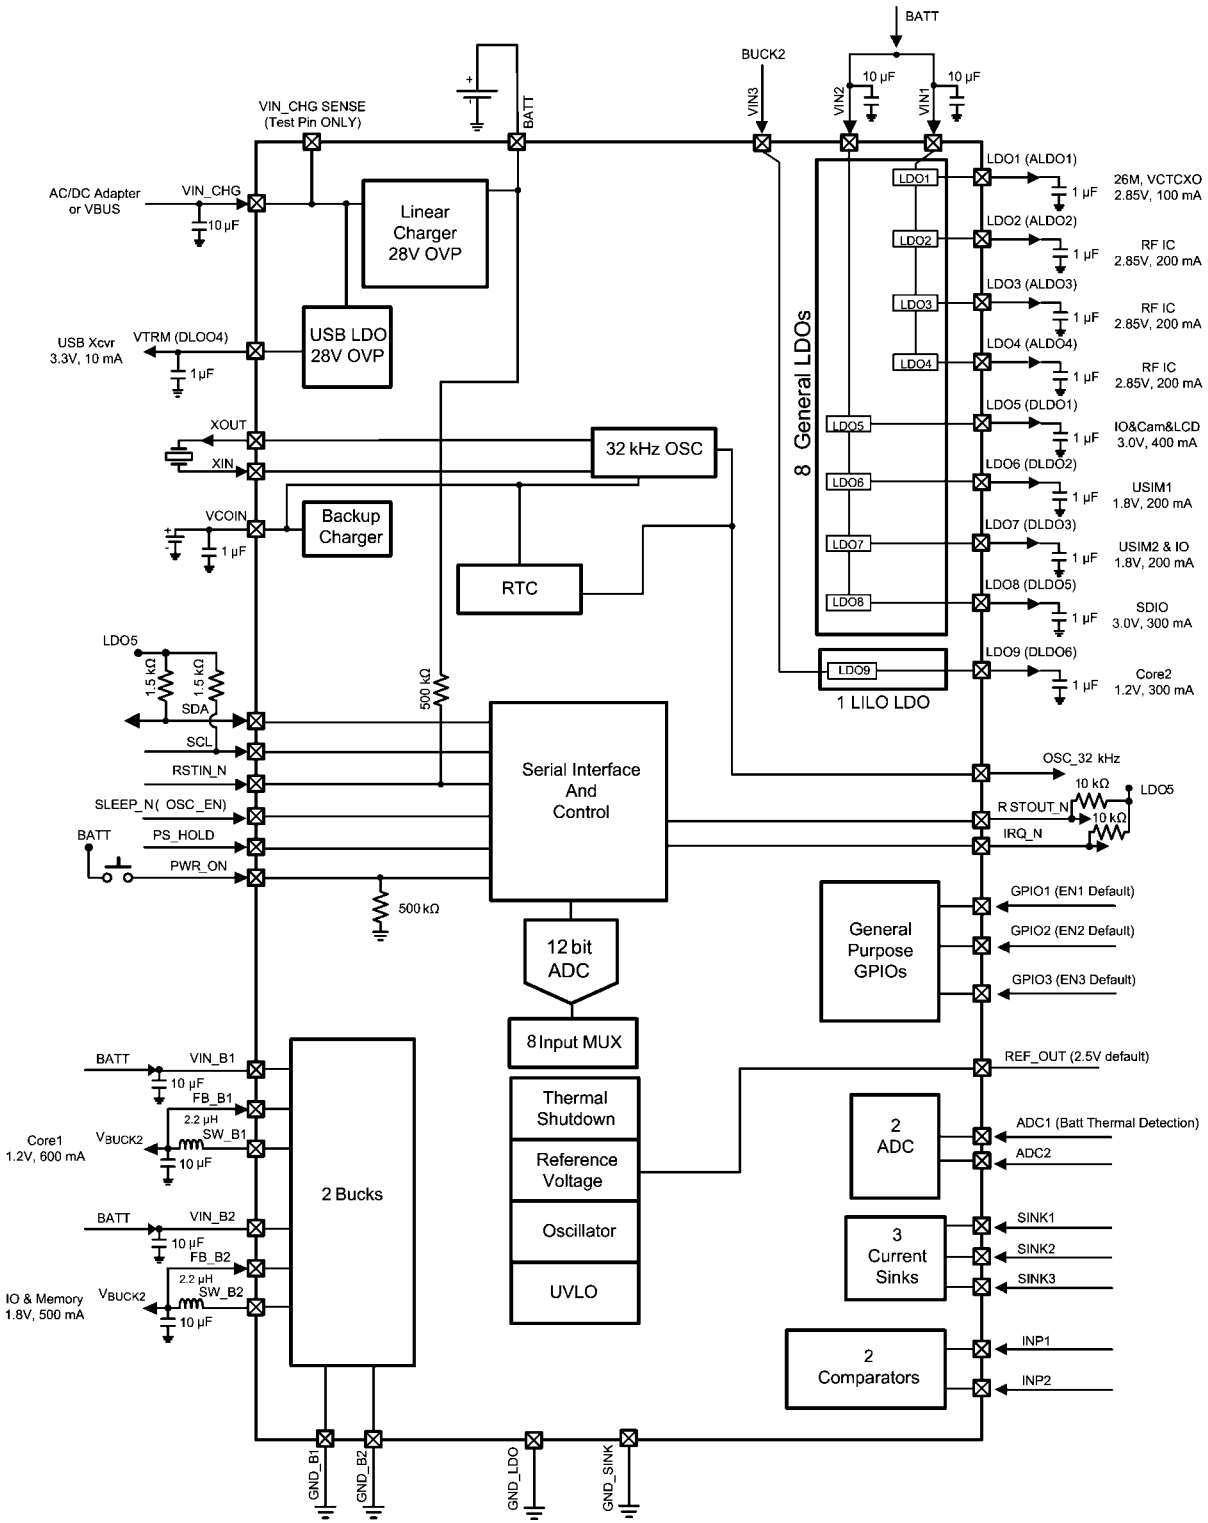 BATT
BUCK2
10 µF
10 µF
VIN_CHG SENSE
(Test Pin ONLY)
+
-
BATT
VIN3
VIN2
VIN1
AC/DC Adapter
or VBUS
VIN_CHG
10 µF
Linear
Charger
28V OVP
USB Xcvr
3.3V, 10 mA
VTRM (DLOO4)
1 µF
USB LDO
28V OVP
XOUT
XIN
32 kHz OSC
VCOIN
+
-
1 µF
Backup
Charger
RTC
8 General LDOs
LDO1
LDO2
LDO3
LDO4
LDO5
LDO6
LDO7
LDO8
LDO9
1 LILO LDO
LDO1 (ALDO1)
1 µF
26M, VCTCXO
2.85V, 100 mA
LDO2 (ALDO2)
1 µF
RF IC
2.85V, 200 mA
LDO3 (ALDO3)
1 µF
RF IC
2.85V, 200 mA
LDO4 (ALDO4)
1 µF
RF IC
2.85V, 200 mA
LDO5 (DLDO1)
1 µF
IO&Cam&LCD
3.0V, 400 mA
LDO6 (DLDO2)
1 µF
USIM1
1.8V, 200 mA
LDO7 (DLDO3)
1 µF
USIM2 & IO
1.8V, 200 mA
LDO8 (DLDO5)
1 µF
SDIO
3.0V, 300 mA
LDO9 (DLDO6)
1 µF
Core2
1.2V, 300 mA
LDO5
1.5 kΩ
1.5 kΩ
500 kΩ
SDA
SCL
RSTIN_N
SLEEP_N( OSC_EN)
PS_HOLD
BATT
PWR_ON
500 kΩ
Serial Interface
And
Control
12 bit
ADC
8 Input MUX
OSC_32 kHz
10 kΩ
LDO5
R STOUT_N
10 kΩ
IRQ_N
General
Purpose
GPIOs
GPIO1 (EN1 Default)
GPIO2 (EN2 Default)
GPIO3 (EN3 Default)
BATT
VIN_B1
10 µF
FB_B1
2.2 µH
SW_B1
Core1
1.2V, 600 mA
VBUCK2
10 µF
BATT
VIN_B2
10 µF
FB_B2
2.2 µH
SW_B2
IO & Memory
1.8V, 500 mA
VBUCK2
10 µF
2 Bucks
Thermal
Shutdown
Reference
Voltage
Oscillator
UVLO
REF_OUT (2.5V default)
2
ADC
ADC1 (Batt Thermal Detection)
ADC2
3
Current
Sinks
SINK1
SINK2
SINK3
2
Comparators
INP1
INP2
GND_B1
GND_B2
GND_LDO
GND_SINK